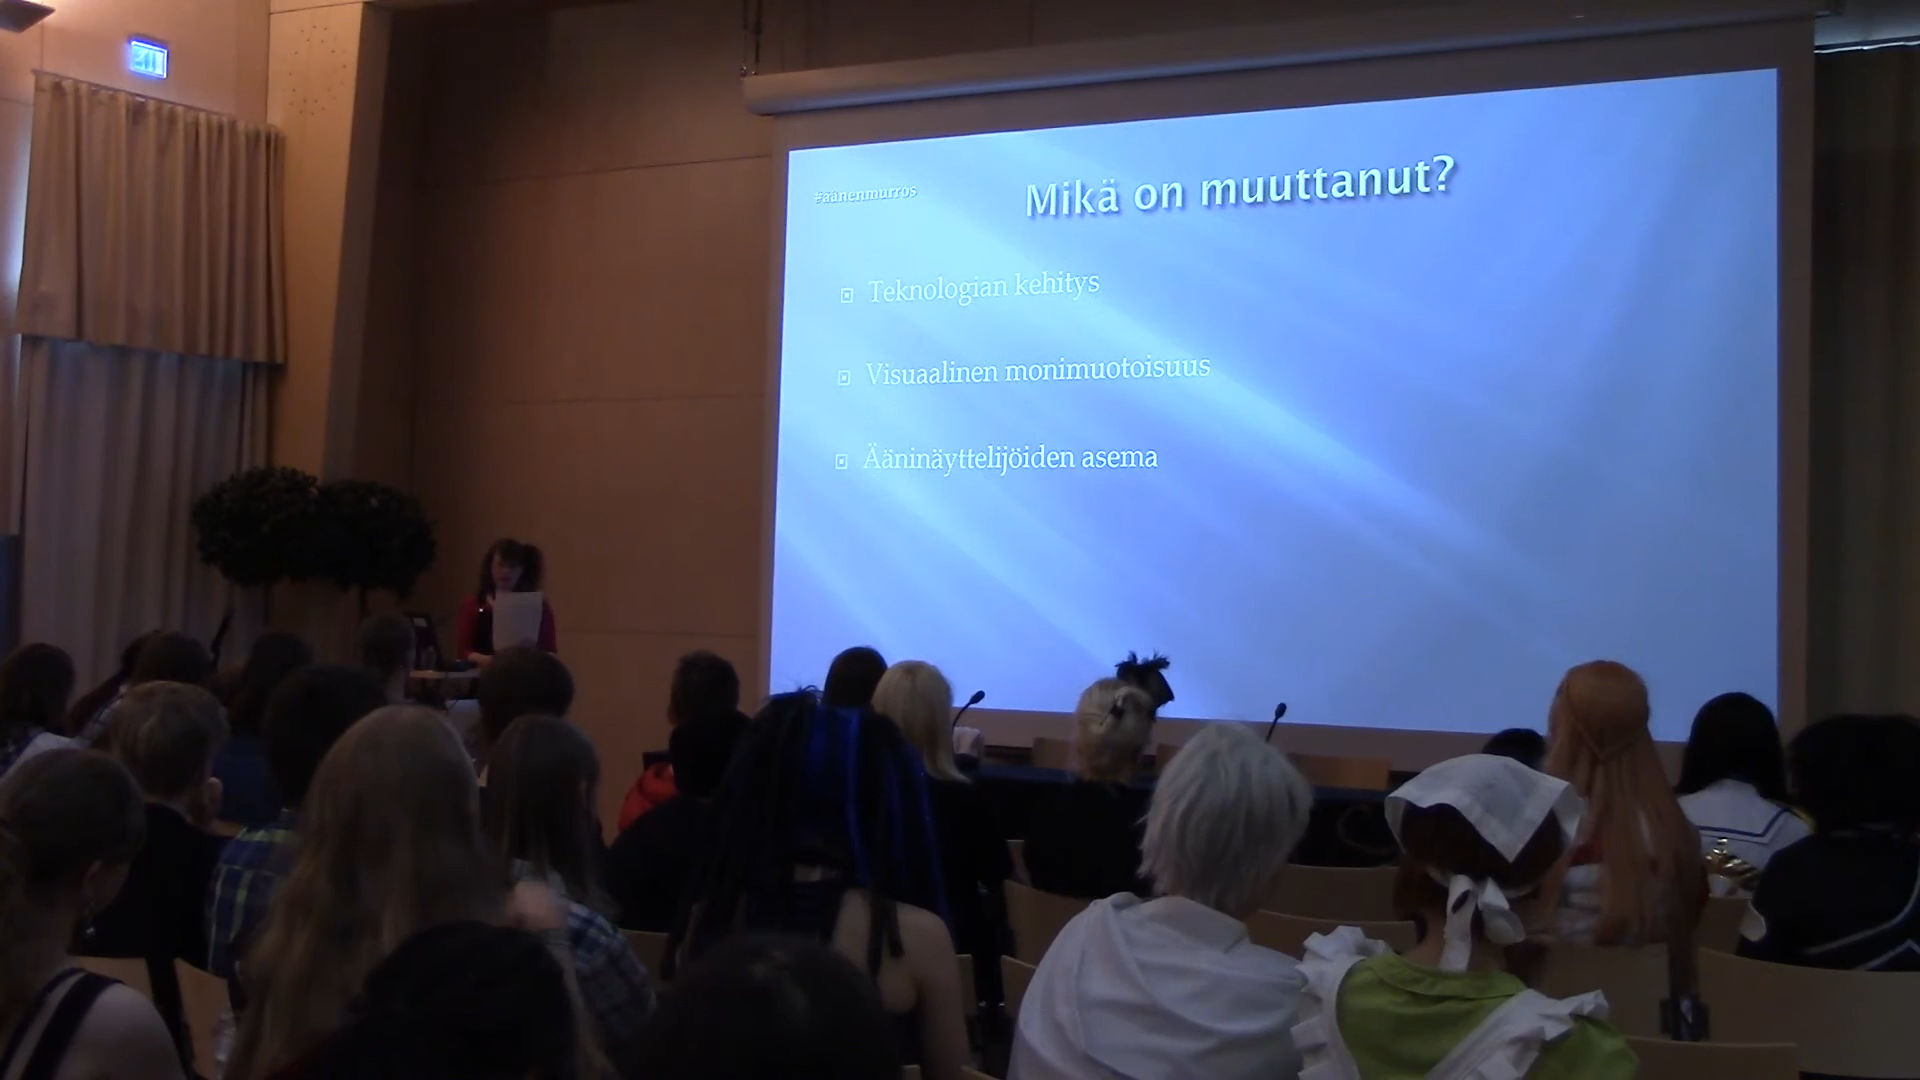 #äänenmurros
Mikä on muuttanut?
Teknologian kehitys
Visuaalinen monimuotoisuus
Ääninäyttelijöiden asema